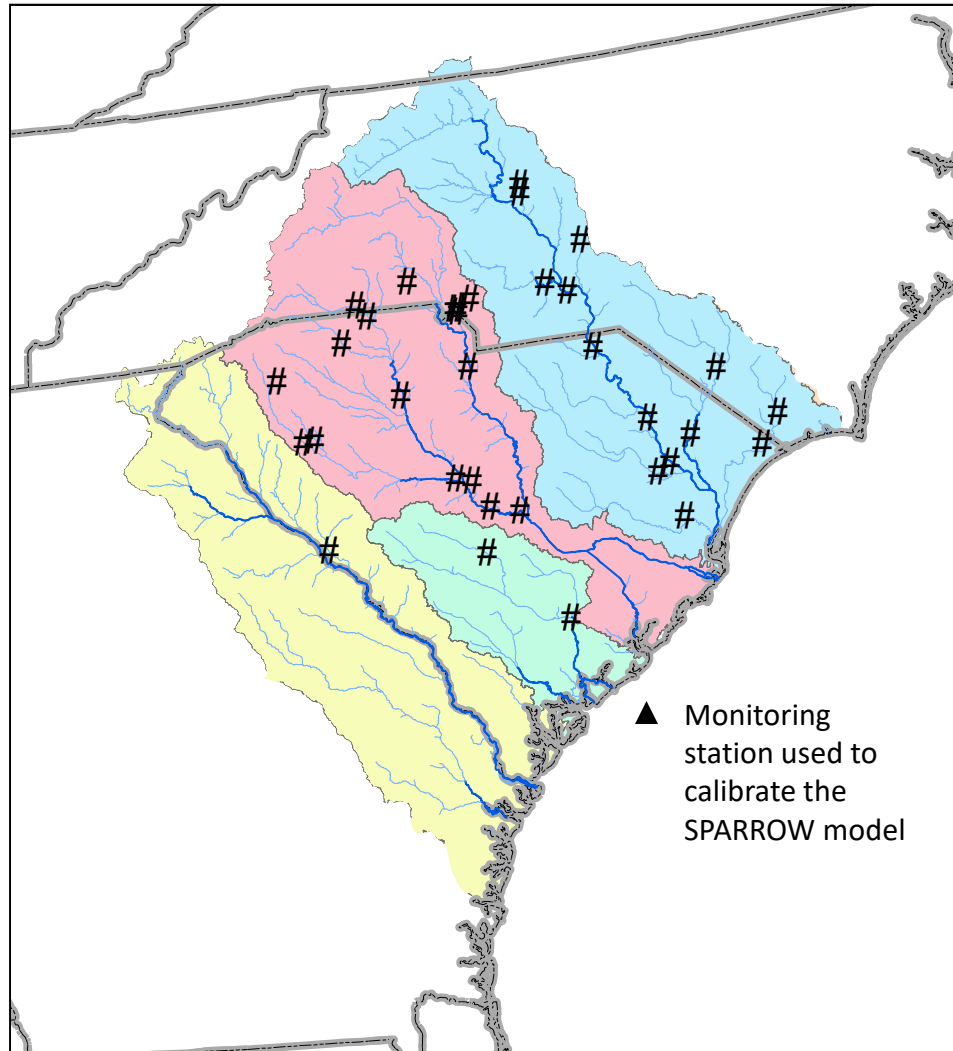 Monitoring
station used to
calibrate the
SPARROW model